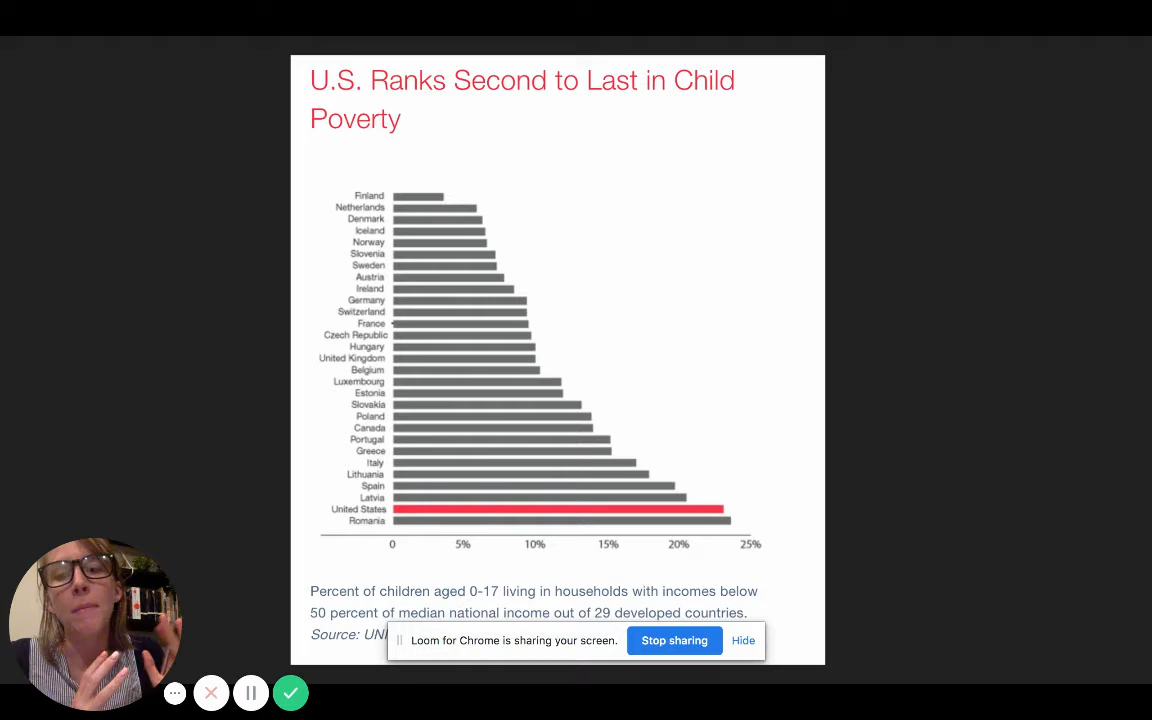 U.S. Ranks Second to Last in Child
Poverty
Finland
Netherlands
Denmark
Iceland
Norway
Slovenia
Sweden
Austria
Ireland
Germany
Switzerland
France
Czech Republic
Hungary
United Kingdom
Belgium
Luxembourg
Estonia
Slovakia
Poland
Canada
Portugal
Greece
Italy
Lithuania
Spain
Latvia
United States
Romania
0 5% 10% 15% 20% 25%
Percent of children aged 0-17 living in households with incomes below
50 percent of median national income out of 29 developed countries.
Source:
Loom for Chrome is sharing your screen. Stop sharing Hide